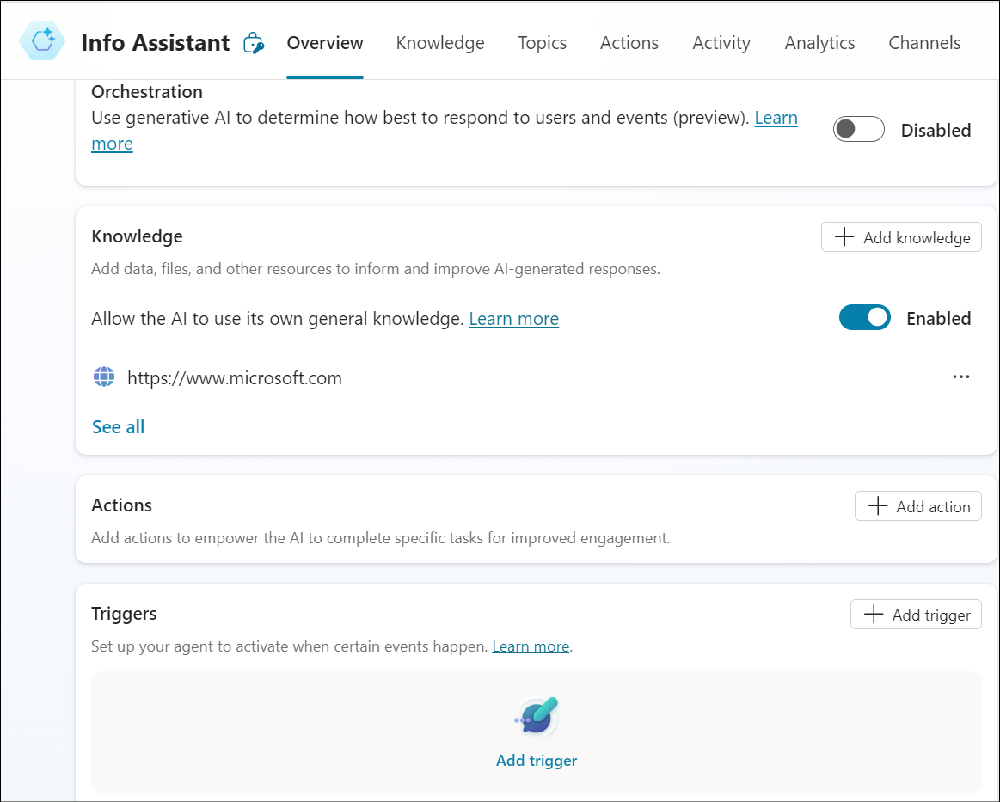 Info Assistant
Overview
Knowledge
Topics
Actions
Activity
Analytics
Channels
Orchestration
Use generative AI to determine how best to respond to users and events (preview). Learn
more
Disabled
Knowledge
Add knowledge
Add data, files, and other resources to inform and improve AI-generated responses.
Allow the AI to use its own general knowledge. Learn more
Enabled
https://www.microsoft.com
See all
Actions
Add action
Add actions to empower the AI to complete specific tasks for improved engagement.
Triggers
Add trigger
Set up your agent to activate when certain events happen. Learn more.
Add trigger